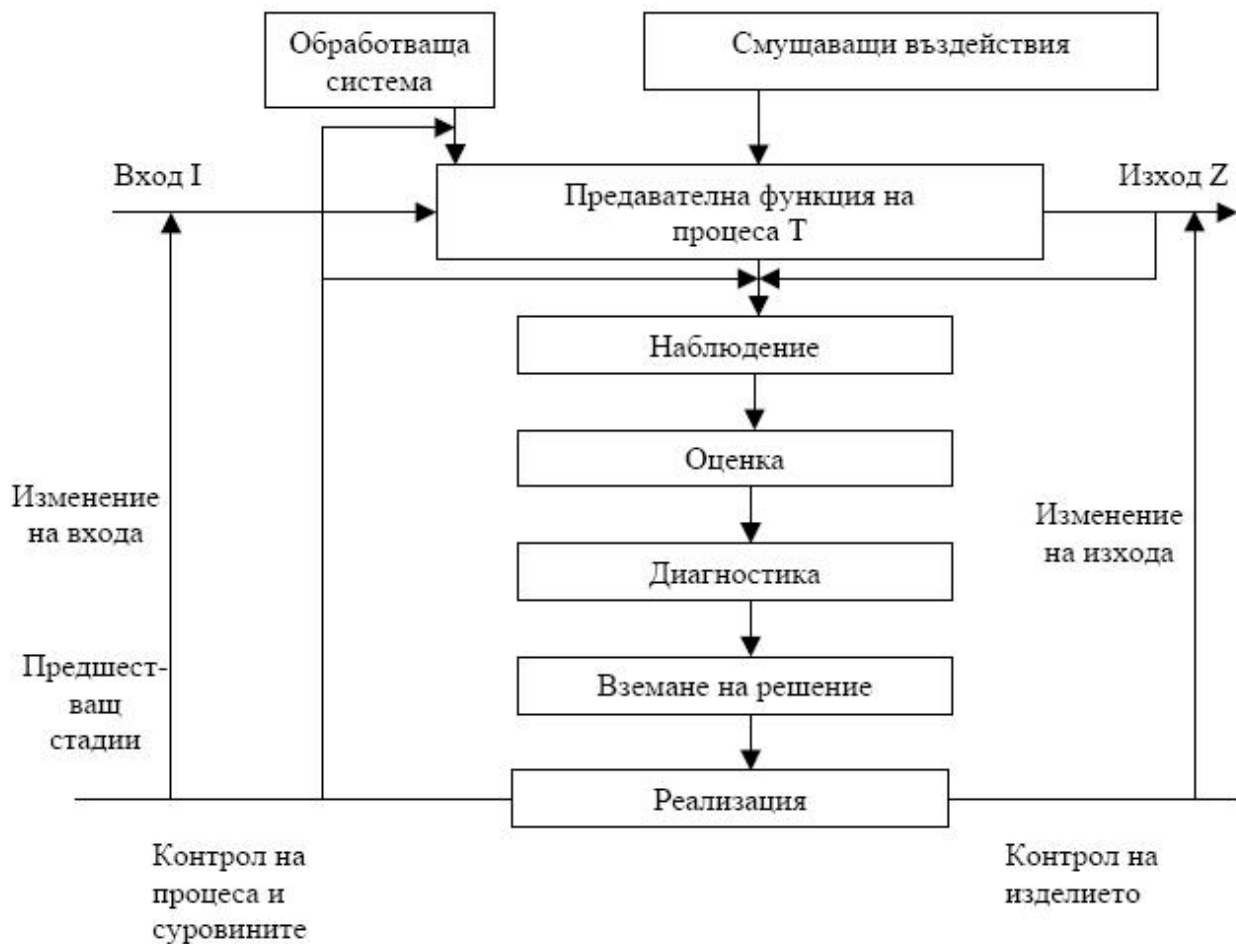 Обработваща
система
Смущаващи въздействия
Вход I
Изход Z
Предавателна функция на
процеса Т
Наблюдение
Оценка
Изменение
на входа
Изменение
на изхода
Диагностика
Предшест-
ващ
стадии
Вземане на решение
Реализация
Контрол на
процеса и
суровините
Контрол на
изделието